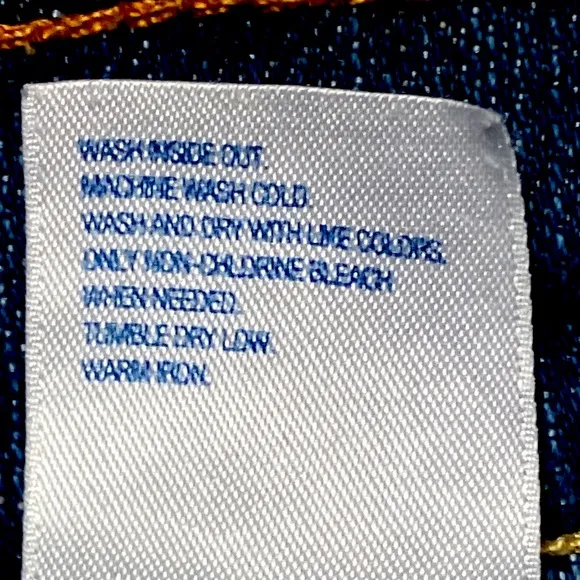 WASH INSIDE OUT.
MACHINE WASH COLD.
WASH AND DRY WITH LIKE COLORS.
ONLY NON-CHLORINE BLEACH
WHEN NEEDED.
TUMBLE DRY LOW.
WARM IRON.